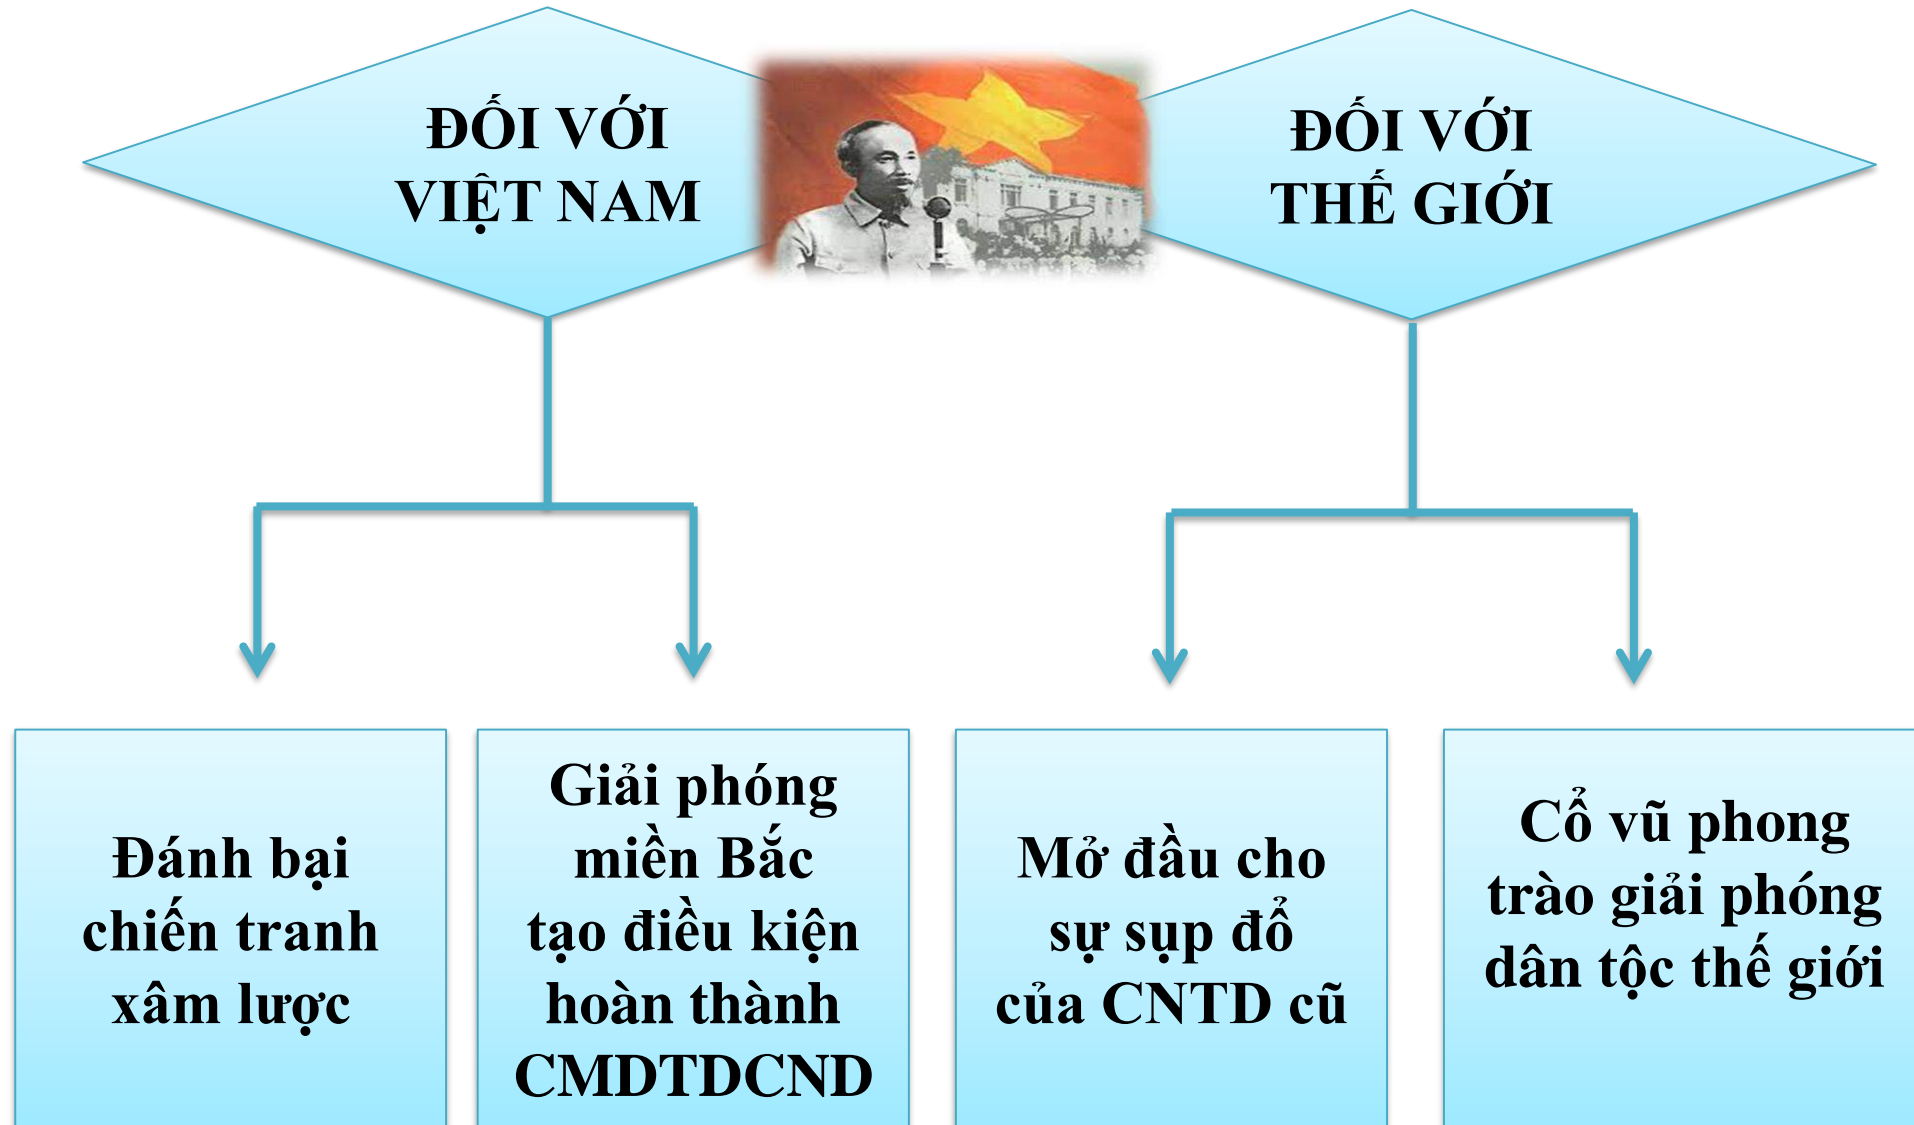 ĐỐI VỚI
VIỆT NAM
ĐỐI VỚI
THẾ GIỚI
Đánh bại
chiến tranh
xâm lược
Giải phóng
miền Bắc
tạo điều kiện
hoàn thành
CMDTDCND
Mở đầu cho
sự sụp đổ
của CNTD cũ
Cổ vũ phong
trào giải phóng
dân tộc thế giới